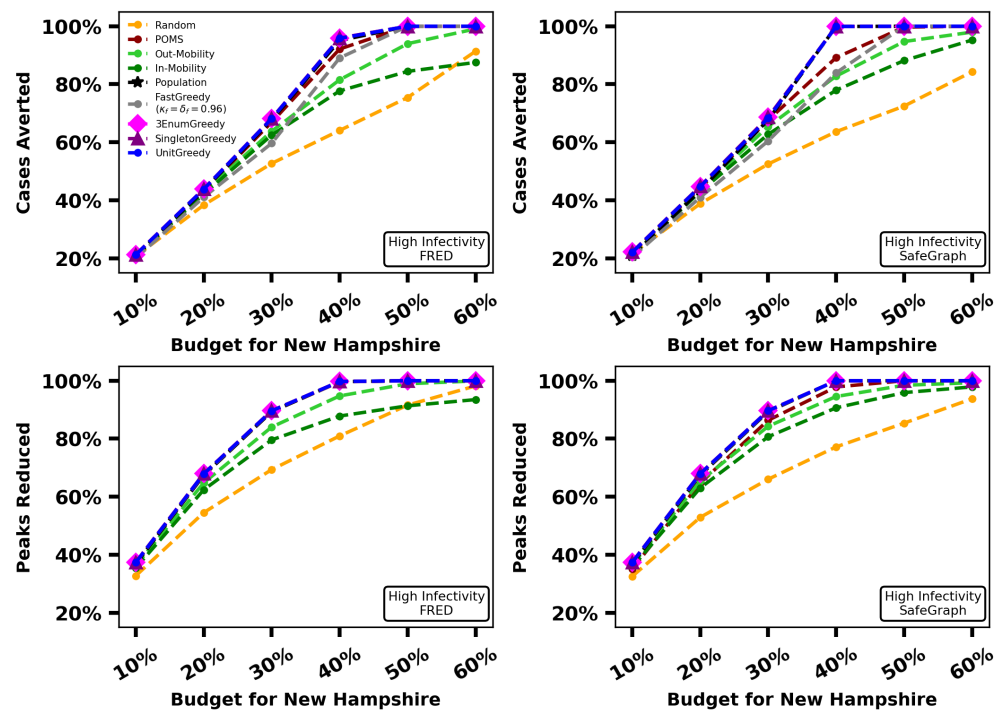 100%
80%
60%
40%
20%
Cases Averted
Random
POMS
Out-Mobility
In-Mobility
Population
FastGreedy
(κf = δf = 0.96)
3EnumGreedy
SingletonGreedy
UnitGreedy
High Infectivity
FRED
10%
20%
30%
40%
50%
60%
Budget for New Hampshire
100%
80%
60%
40%
20%
Cases Averted
High Infectivity
SafeGraph
10%
20%
30%
40%
50%
60%
Budget for New Hampshire
100%
80%
60%
40%
20%
Peaks Reduced
High Infectivity
FRED
10%
20%
30%
40%
50%
60%
Budget for New Hampshire
100%
80%
60%
40%
20%
Peaks Reduced
High Infectivity
SafeGraph
10%
20%
30%
40%
50%
60%
Budget for New Hampshire